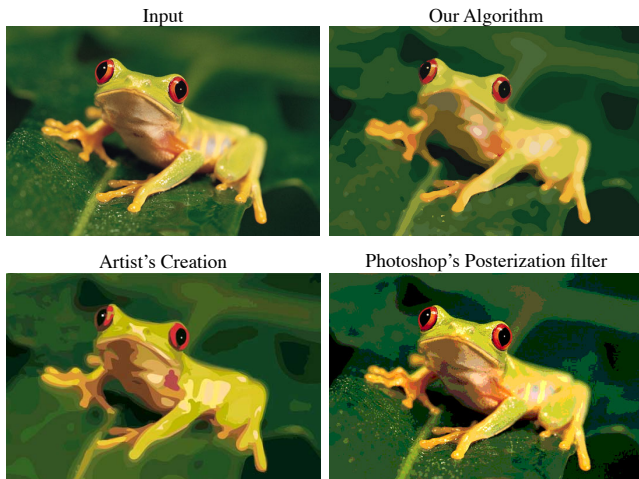 Input
Our Algorithm
Artist's Creation
Photoshop's Posterization filter